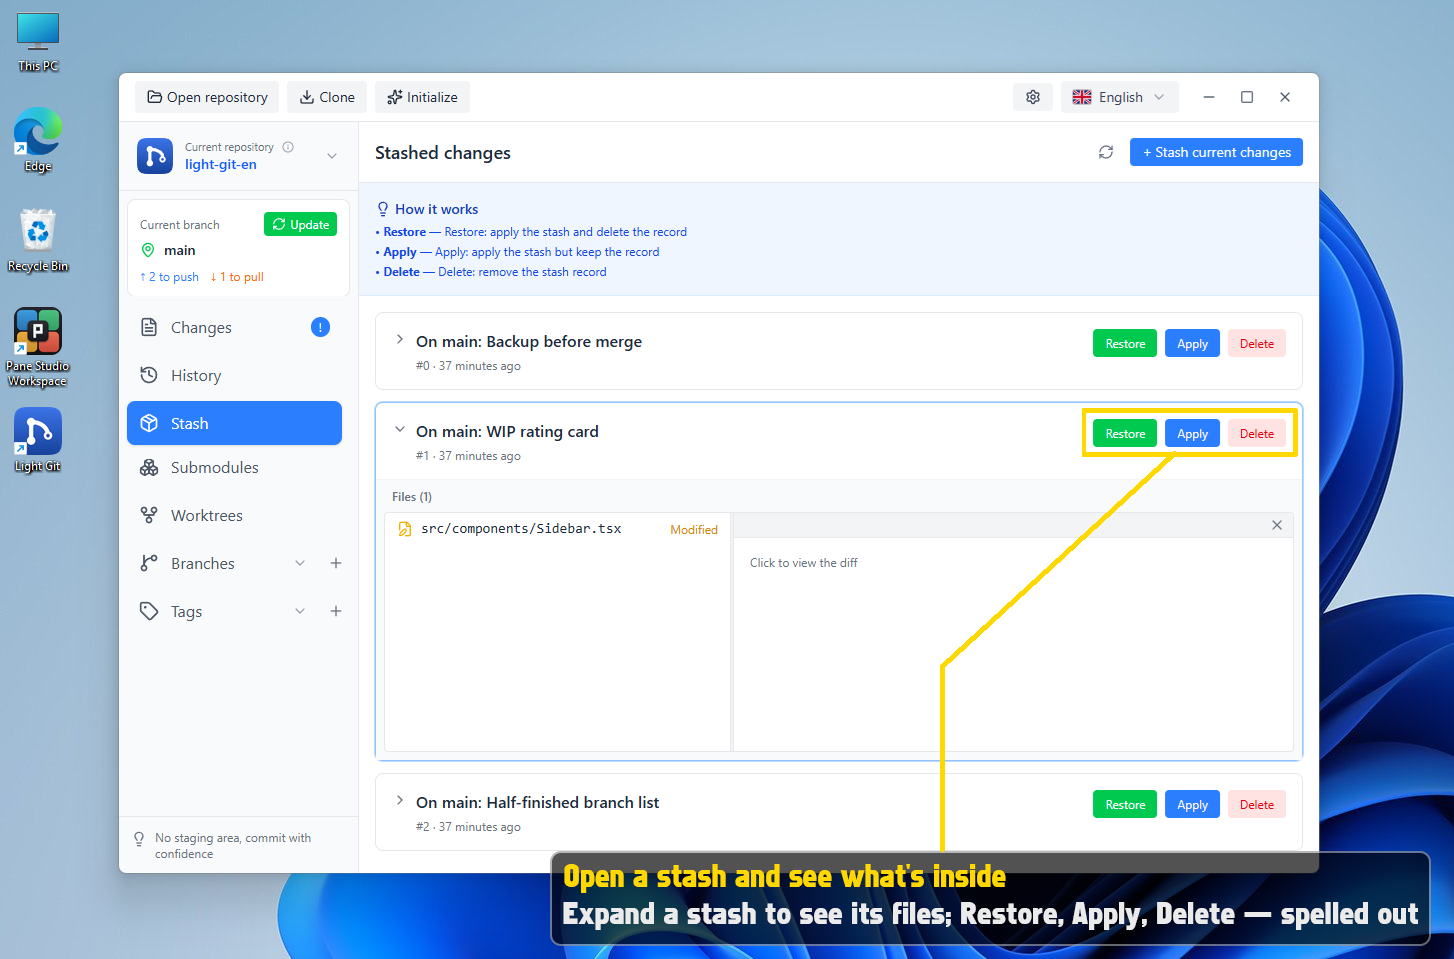 This PC
Edge
Recycle Bin
Pane Studio
Workspace
Light Git
Open repository
Clone
Initialize
English
Current repository
light-git-en
Current branch
Update
main
↑ 2 to push ↓ 1 to pull
Changes
!
History
Stash
Submodules
Worktrees
Branches
Tags
No staging area, commit with
confidence
Stashed changes
+ Stash current changes
How it works
• Restore — Restore: apply the stash and delete the record
• Apply — Apply: apply the stash but keep the record
• Delete — Delete: remove the stash record
On main: Backup before merge
#0 · 37 minutes ago
Restore Apply Delete
On main: WIP rating card
#1 · 37 minutes ago
Restore Apply Delete
Files (1)
src/components/Sidebar.tsx Modified
Click to view the diff
On main: Half-finished branch list
#2 · 37 minutes ago
Restore Apply Delete
Open a stash and see what's inside
Expand a stash to see its files; Restore, Apply, Delete — spelled out